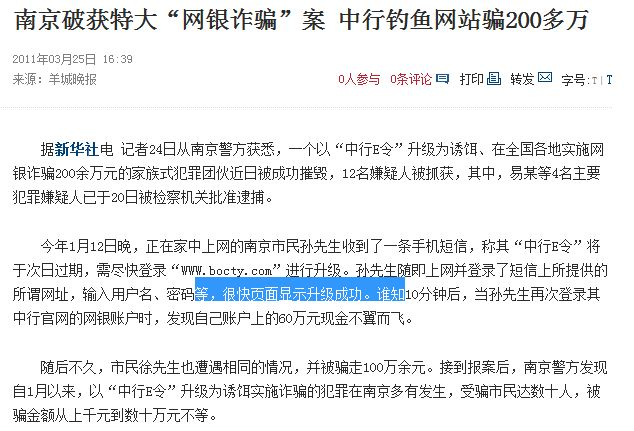 南京破获特大“网银诈骗”案 中行钓鱼网站骗200多万
2011年03月25日 16:39
来源：羊城晚报
0人参与 0条评论 打印 转发 字号:T|T
据新华社电 记者24日从南京警方获悉，一个以“中行E令”升级为诱饵、在全国各地实施网
银诈骗200余万元的家族式犯罪团伙近日被成功摧毁，12名嫌疑人被抓获，其中，易某等4名主要
犯罪嫌疑人已于20日被检察机关批准逮捕。
今年1月12日晚，正在家中上网的南京市民孙先生收到了一条手机短信，称其“中行E令”将
于次日过期，需尽快登录“www.bocty.com”进行升级。孙先生随即上网并登录了短信上所提供的
所谓网址，输入用户名、密码等，很快页面显示升级成功。谁知10分钟后，当孙先生再次登录其
中行官网的网银账户时，发现自己账户上的60万元现金不翼而飞。
随后不久，市民徐先生也遭遇相同的情况，并被骗走100万余元。接到报案后，南京警方发现
自1月以来，以“中行E令”升级为诱饵实施诈骗的犯罪在南京多有发生，受骗市民达数十人，被
骗金额从上千元到数十万元不等。